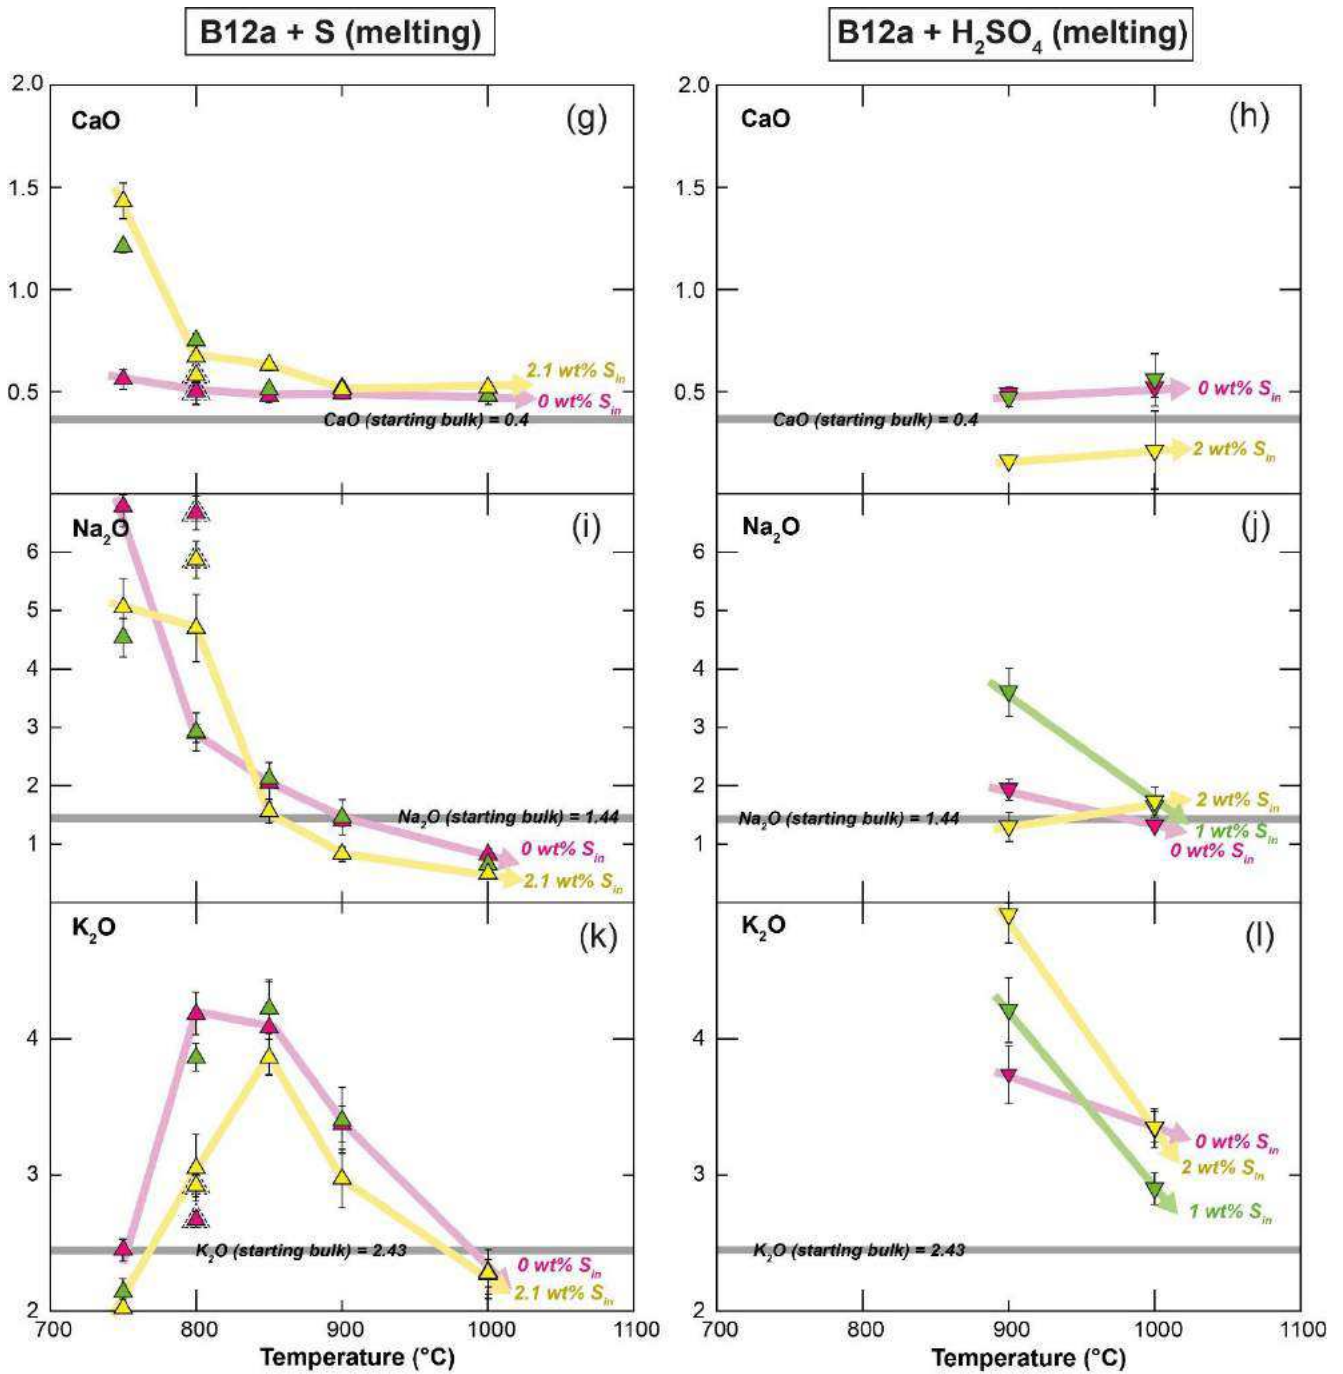 B12a + S (melting)
B12a + H₂SO₄ (melting)
2.0
CaO
(g)
1.5
1.0
0.5
2.1 wt% Sᵢₙ
0 wt% Sᵢₙ
CaO (starting bulk) = 0.4
2.0
CaO
(h)
1.5
1.0
0.5
0 wt% Sᵢₙ
CaO (starting bulk) = 0.4
2 wt% Sᵢₙ
Na₂O
(i)
6
5
4
3
2
1
Na₂O (starting bulk) = 1.44
0 wt% Sᵢₙ
2.1 wt% Sᵢₙ
Na₂O
(j)
6
5
4
3
2
1
2 wt% Sᵢₙ
Na₂O (starting bulk) = 1.44
1 wt% Sᵢₙ
0 wt% Sᵢₙ
K₂O
(k)
4
3
2
K₂O (starting bulk) = 2.43
0 wt% Sᵢₙ
2.1 wt% Sᵢₙ
700
800
900
1000
1100
Temperature (°C)
K₂O
(l)
4
3
2
0 wt% Sᵢₙ
2 wt% Sᵢₙ
1 wt% Sᵢₙ
K₂O (starting bulk) = 2.43
700
800
900
1000
1100
Temperature (°C)